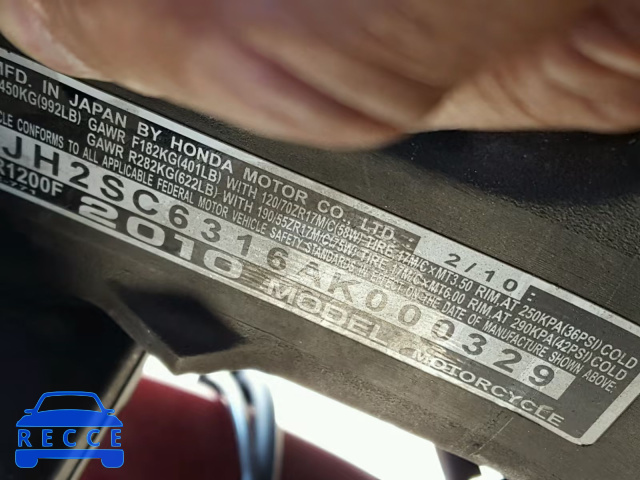 MFD. IN JAPAN BY HONDA MOTOR CO. LTD.: 2/10:
450KG(992LB) GAWR F182KG(401LB) WITH 120/70ZR17M/C(58W) TIRE, 17M/C×MT3.50 RIM,AT 250KPA(36PSI) COLD
GAWR R282KG(622LB) WITH 190/55ZR17M/C(75W) TIRE, 17M/C×MT6.00 RIM,AT 290KPA(42PSI) COLD
CLE CONFORMS TO ALL APPLICABLE FEDERAL MOTOR VEHICLE SAFETY STANDARDS IN EFFECT ON THE DATE OF MANUFACTURE SHOWN ABOVE.
JH2SC6316AK000329
R1200F 2010 MODEL MOTORCYCLE
RECCE